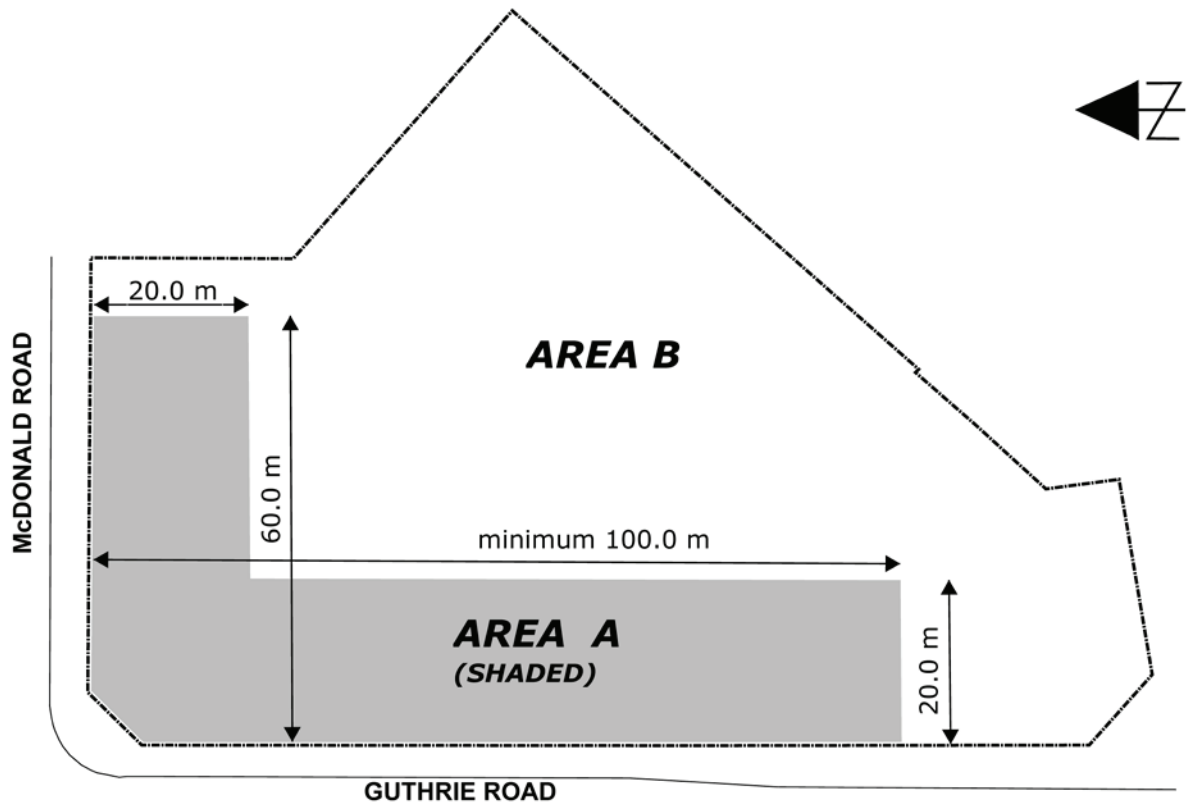 20.0 m
McDONALD ROAD
AREA B
60.0 m
minimum 100.0 m
AREA A
(SHADED)
20.0 m
GUTHRIE ROAD
N